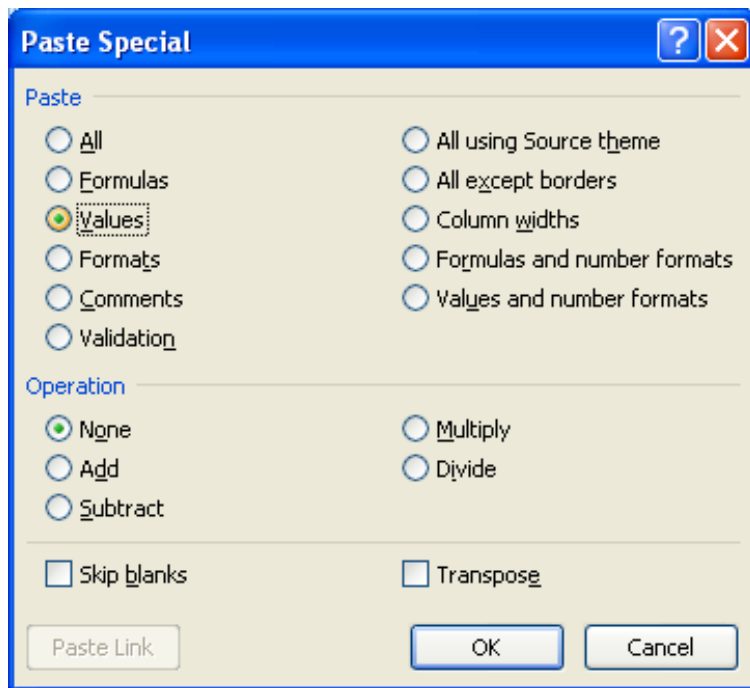 Paste Special
?
Paste
All
All using Source theme
Formulas
All except borders
Values
Column widths
Formats
Formulas and number formats
Comments
Values and number formats
Validation
Operation
None
Multiply
Add
Divide
Subtract
Skip blanks
Transpose
Paste Link
OK
Cancel